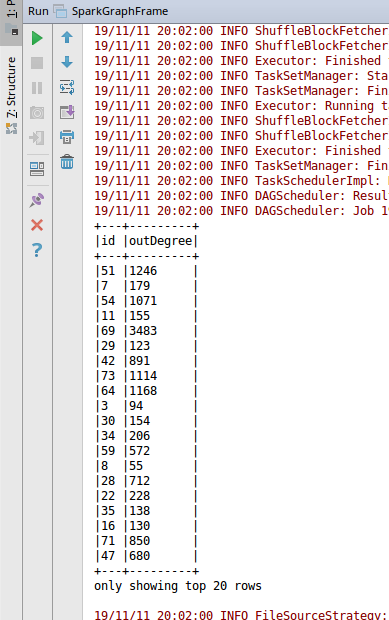 Run SparkGraphFrame
7: Structure
19/11/11 20:02:00 INFO ShuffleBlockFetcher
19/11/11 20:02:00 INFO ShuffleBlockFetcher
19/11/11 20:02:00 INFO Executor: Finished
19/11/11 20:02:00 INFO TaskSetManager: Sta
19/11/11 20:02:00 INFO TaskSetManager: Fin
19/11/11 20:02:00 INFO Executor: Running t
19/11/11 20:02:00 INFO ShuffleBlockFetcher
19/11/11 20:02:00 INFO ShuffleBlockFetcher
19/11/11 20:02:00 INFO Executor: Finished
19/11/11 20:02:00 INFO TaskSetManager: Fin
19/11/11 20:02:00 INFO TaskSchedulerImpl:
19/11/11 20:02:00 INFO DAGScheduler: Resul
19/11/11 20:02:00 INFO DAGScheduler: Job 1
+---+---------+
|id |outDegree|
+---+---------+
|51 |1246     |
|7  |179      |
|54 |1071     |
|11 |155      |
|69 |3483     |
|29 |123      |
|42 |891      |
|73 |1114     |
|64 |1168     |
|3  |94       |
|30 |154      |
|34 |206      |
|59 |572      |
|8  |55       |
|28 |712      |
|22 |228      |
|35 |138      |
|16 |130      |
|71 |850      |
|47 |680      |
+---+---------+
only showing top 20 rows
19/11/11 20:02:00 INFO FileSourceStrategy: